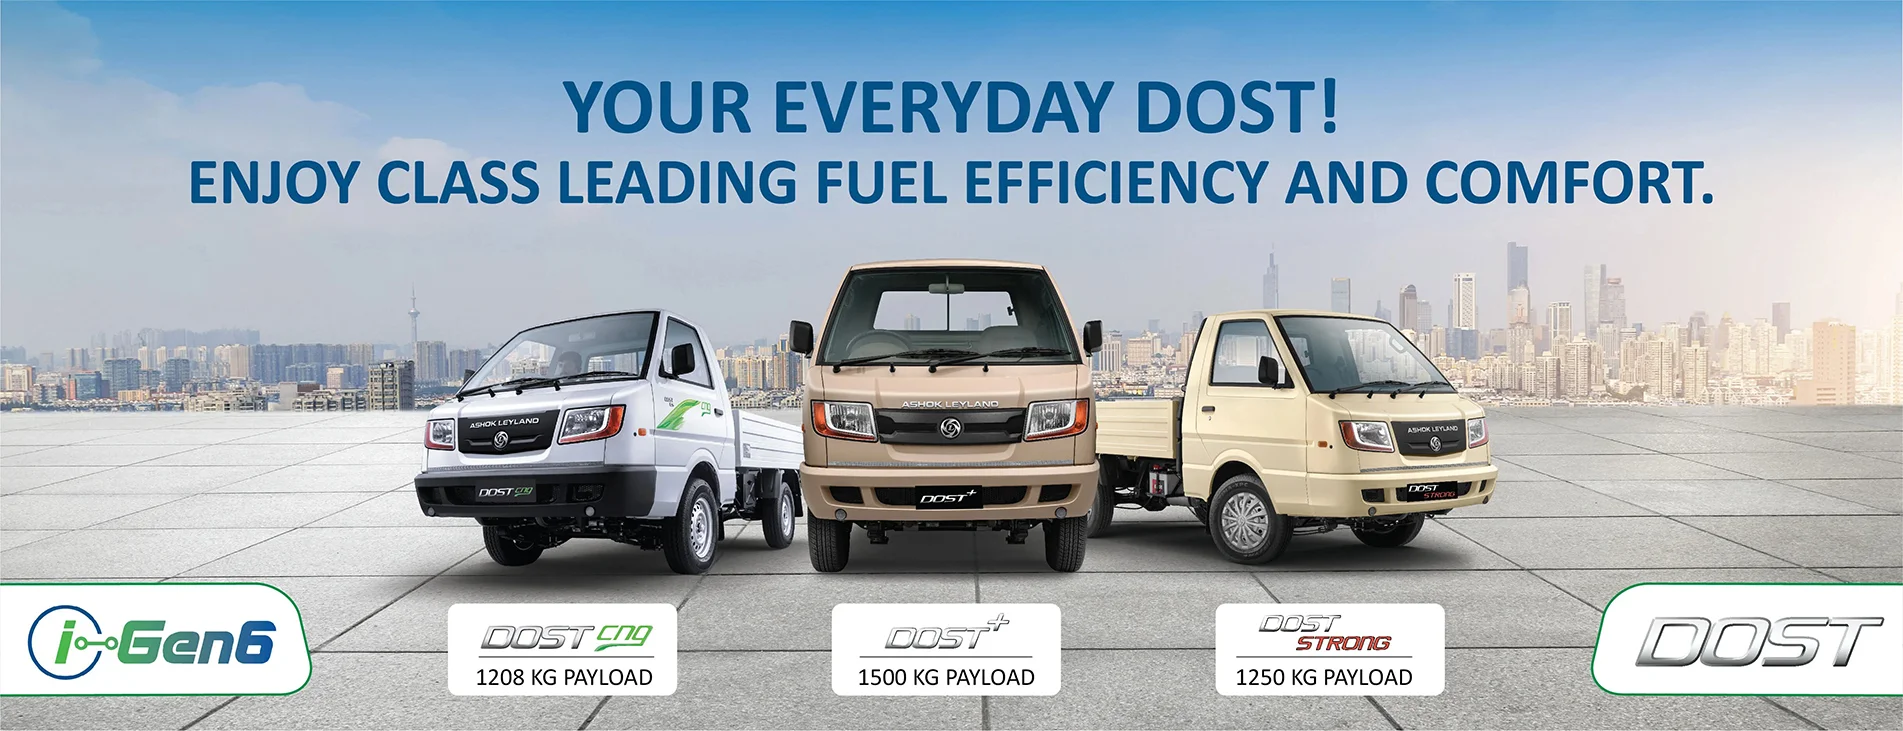 YOUR EVERYDAY DOST!
ENJOY CLASS LEADING FUEL EFFICIENCY AND COMFORT.
cng
ASHOK LEYLAND
DOST cng
ASHOK LEYLAND
DOST+
ASHOK LEYLAND
DOST
STRONG
i-Gen6
DOST cng
1208 KG PAYLOAD
DOST+
1500 KG PAYLOAD
DOST
STRONG
1250 KG PAYLOAD
DOST